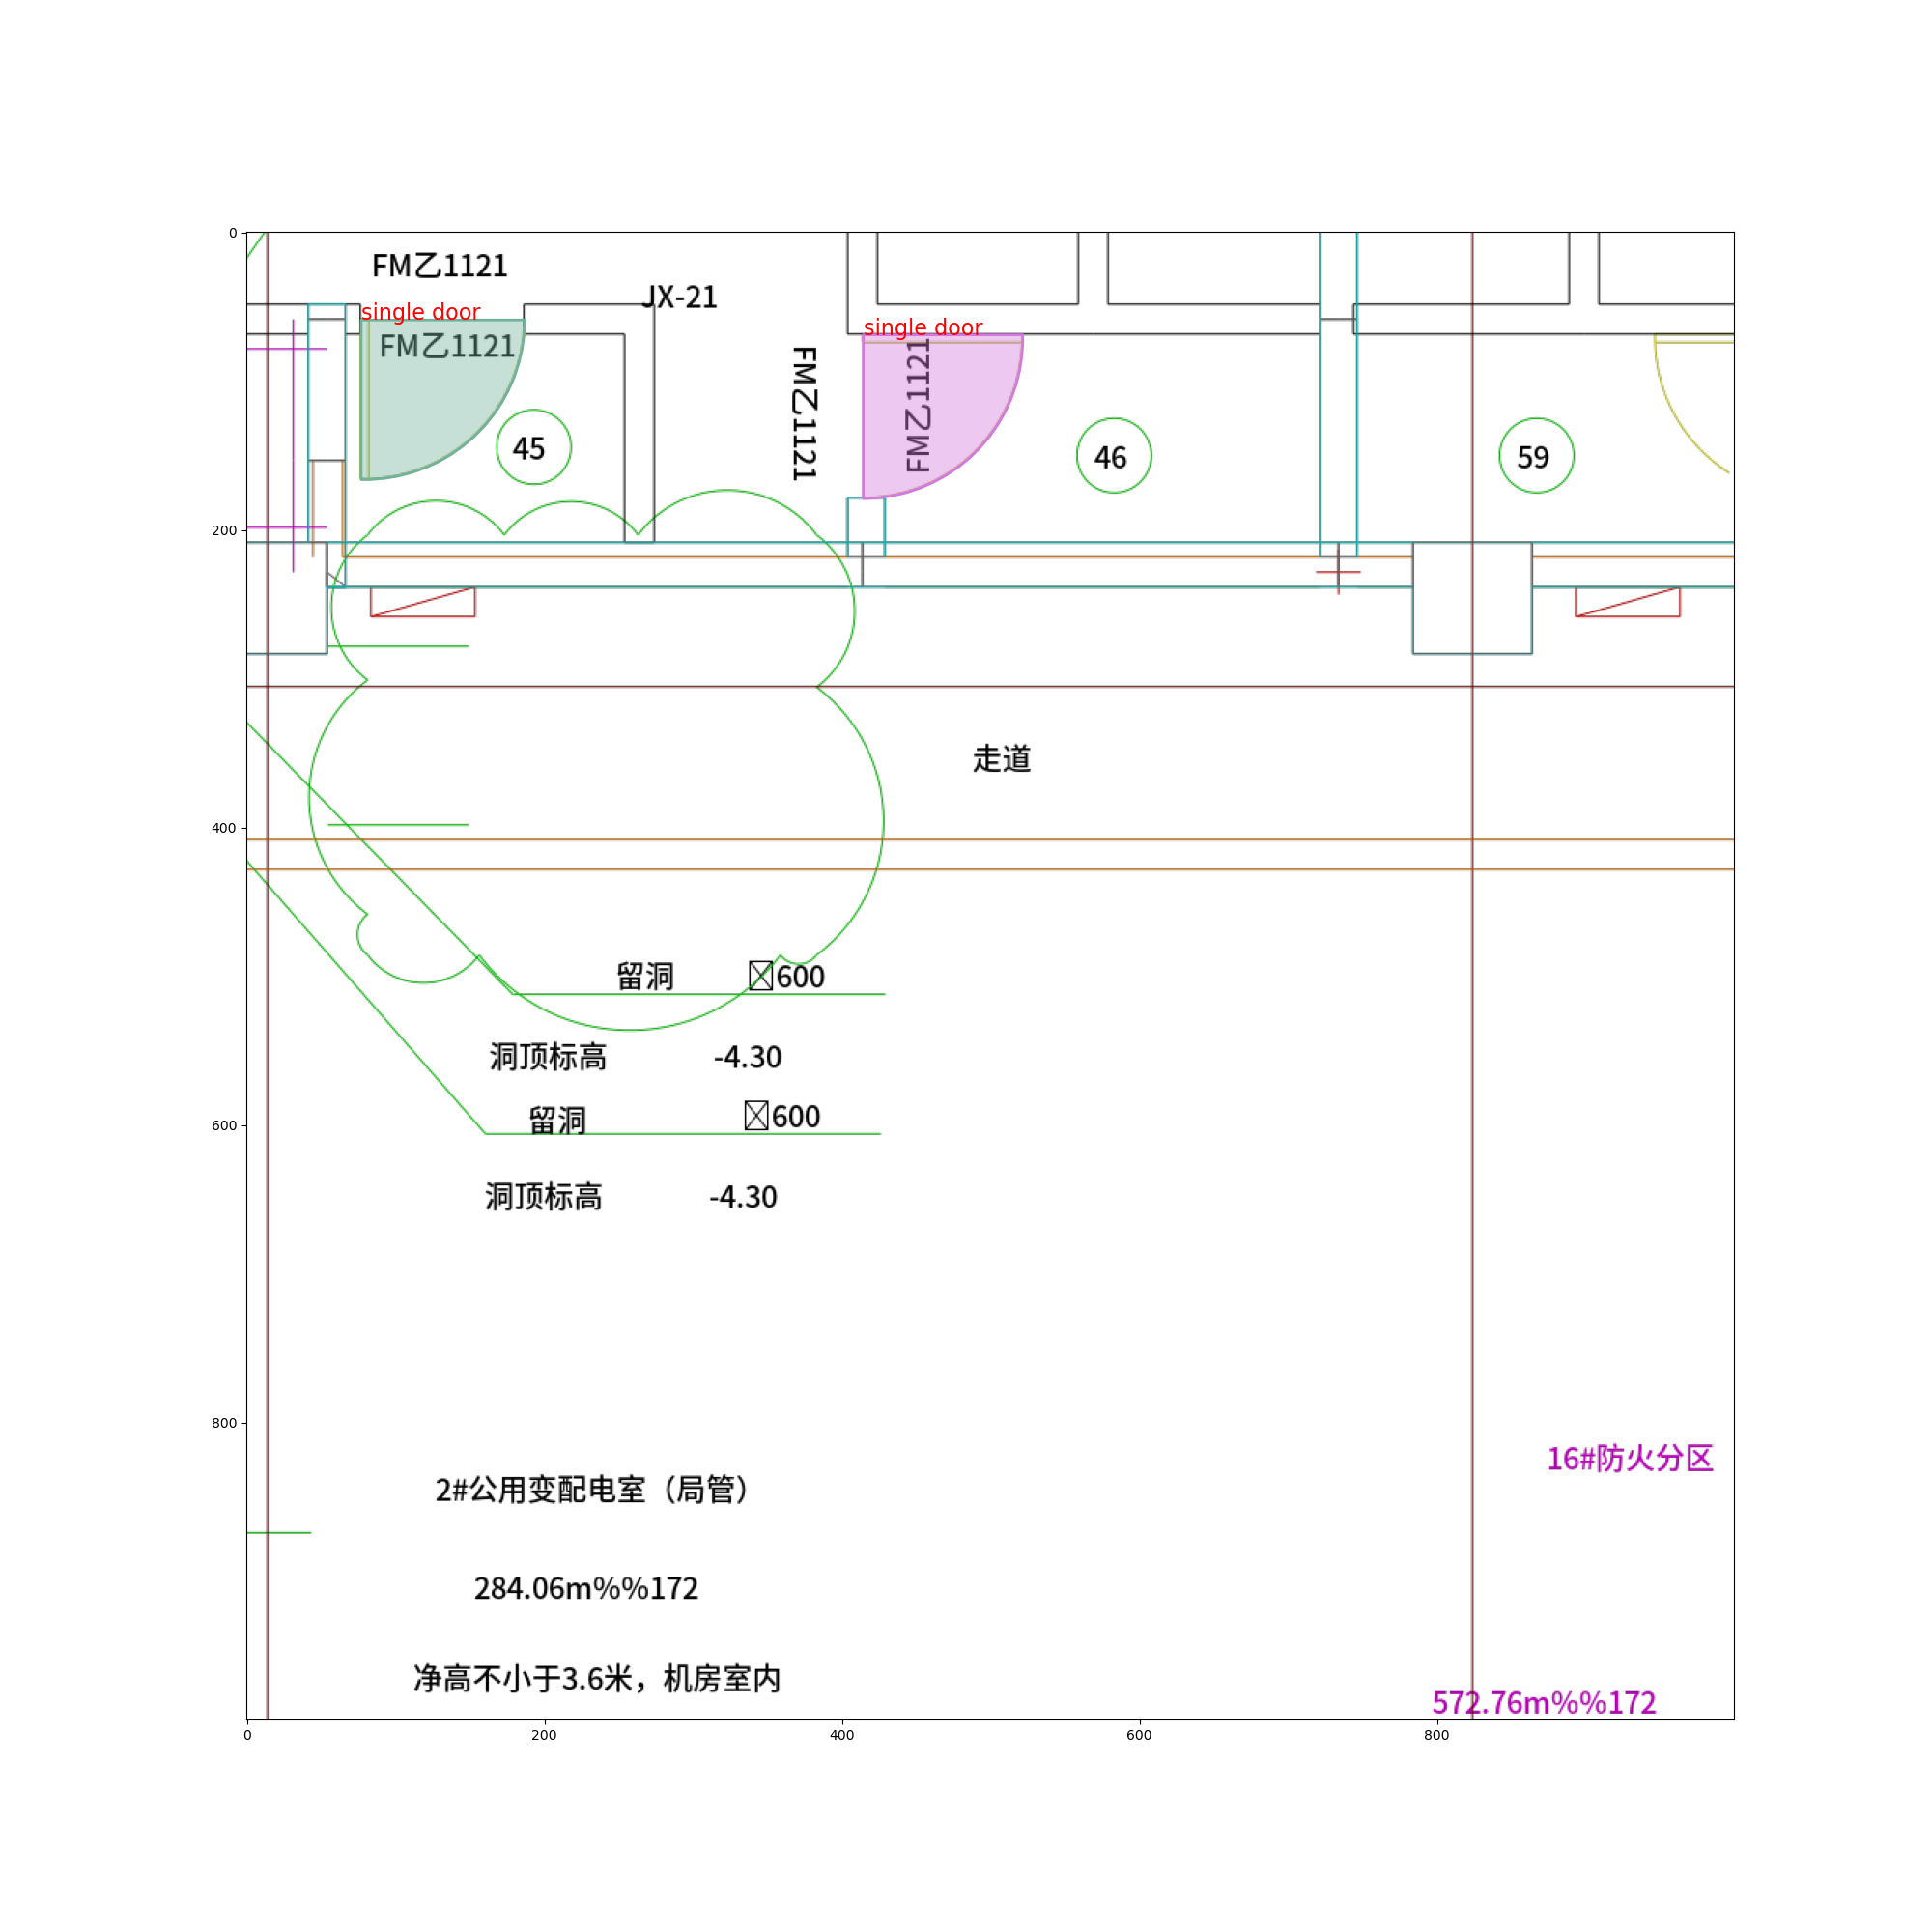 0
FM乙1121
JX-21
single door
single door
FM乙1121
FM乙1121
FM乙1121
45
46
59
200
走道
400
留洞
600
洞顶标高
-4.30
留洞
600
600
洞顶标高
-4.30
800
16#防火分区
2#公用变配电室（局管）
284.06m%%172
净高不小于3.6米，机房室内
572.76m%%172
0
200
400
600
800